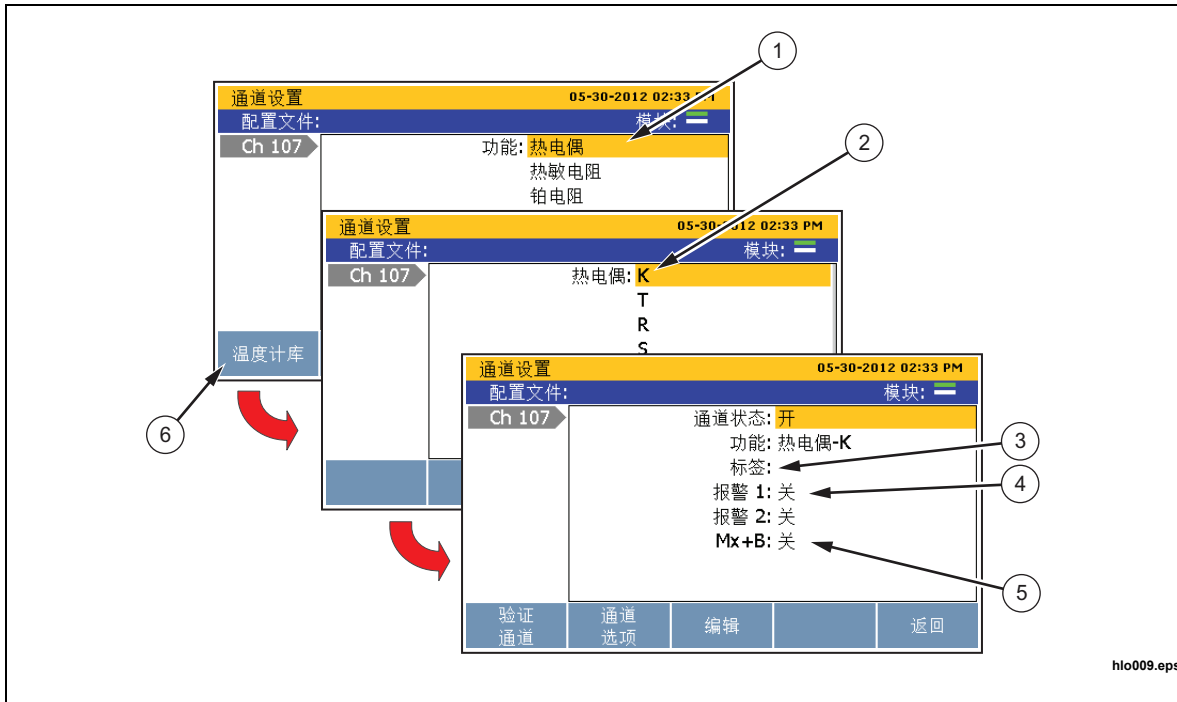 1
通道设置 05-30-2012 02:33 PM
配置文件: 模块:
Ch 107
功能: 热电偶
热敏电阻
铂电阻
温度计库
2
通道设置 05-30-2012 02:33 PM
配置文件: 模块:
Ch 107
热电偶: K
T
R
S
通道设置 05-30-2012 02:33 PM
配置文件: 模块:
Ch 107
通道状态: 开
功能: 热电偶-K
标签:
报警 1: 关
报警 2: 关
Mx+B: 关
验证通道 通道选项 编辑 返回
3
4
5
6
hlo009.eps